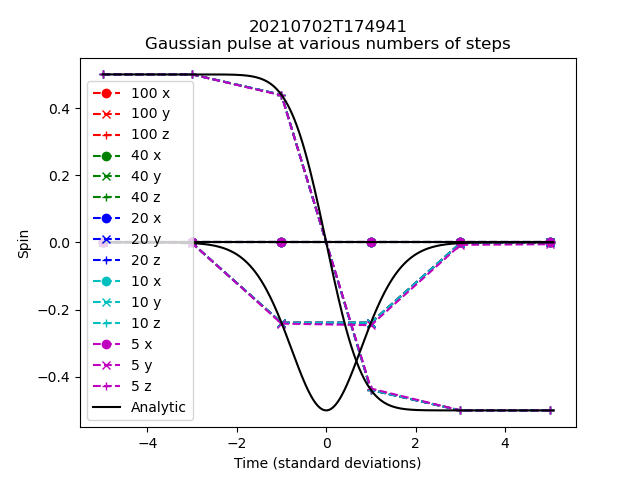 20210702T174941
Gaussian pulse at various numbers of steps
Spin
0.4
0.2
0.0
−0.2
−0.4
100 x
100 y
100 z
40 x
40 y
40 z
20 x
20 y
20 z
10 x
10 y
10 z
5 x
5 y
5 z
Analytic
−4
−2
0
2
4
Time (standard deviations)